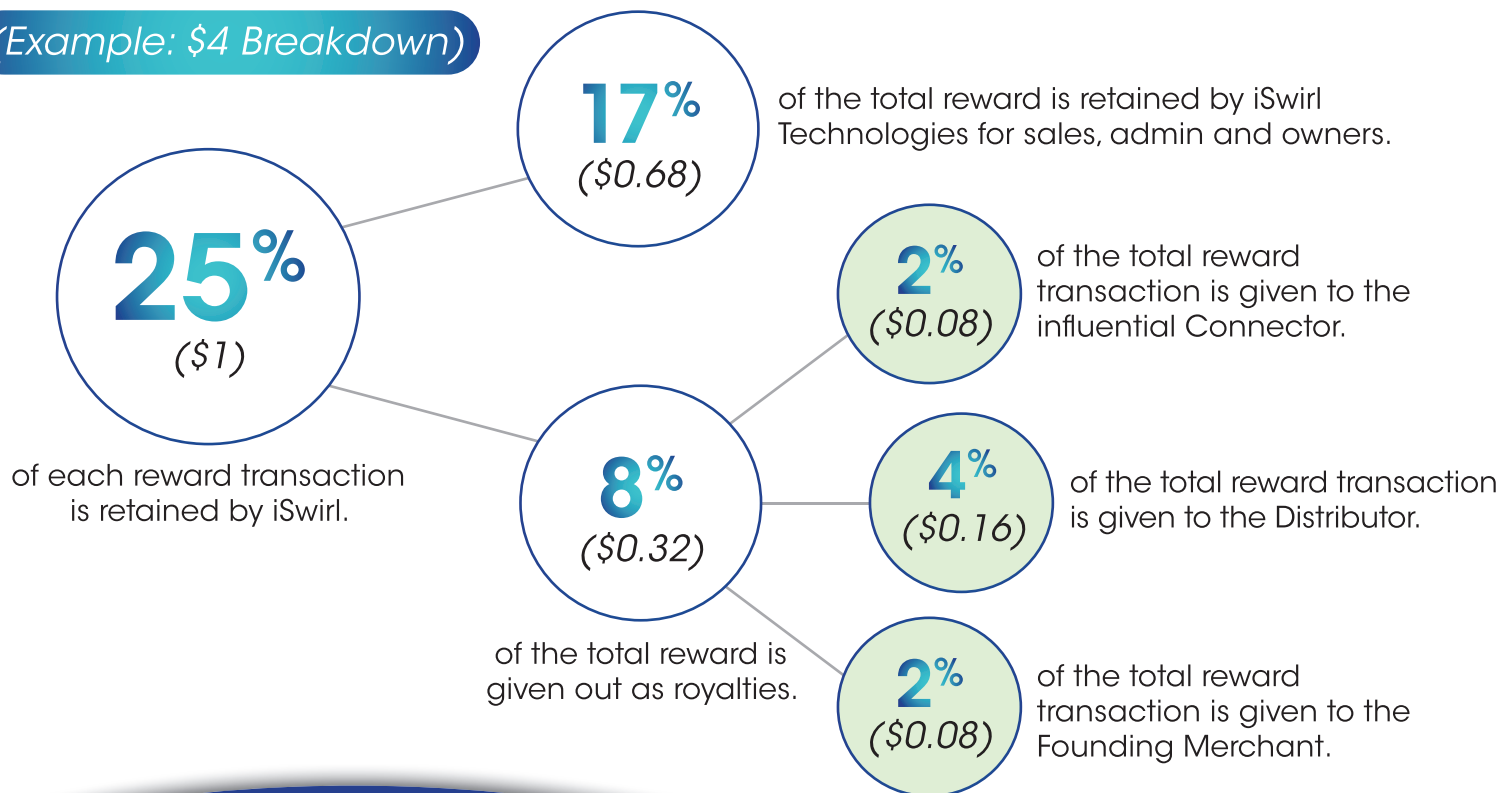 (Example: $4 Breakdown)
17%
($0.68)
of the total reward is retained by iSwirl
Technologies for sales, admin and owners.
25%
($1)
of each reward transaction
is retained by iSwirl.
8%
($0.32)
of the total reward is
given out as royalties.
2%
($0.08)
of the total reward
transaction is given to the
influential Connector.
4%
($0.16)
of the total reward transaction
is given to the Distributor.
2%
($0.08)
of the total reward
transaction is given to the
Founding Merchant.